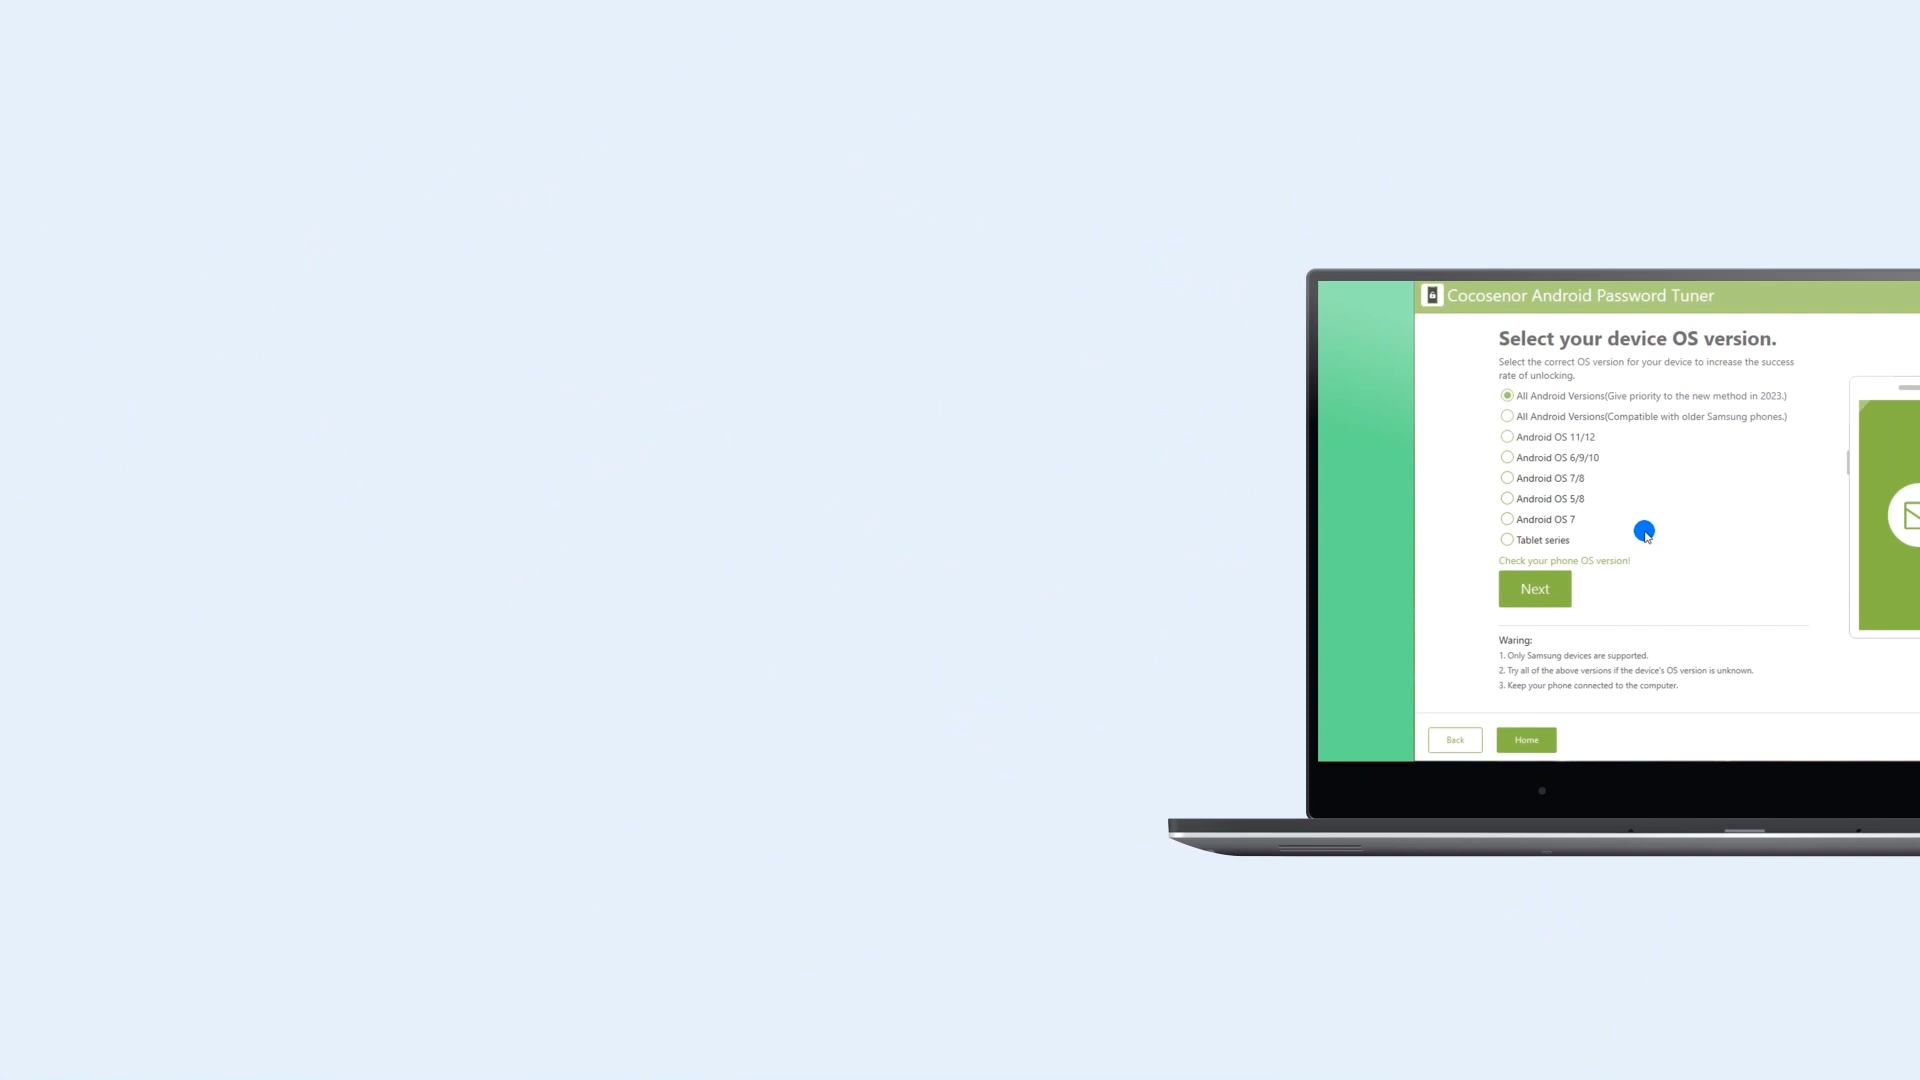 Cocosenor Android Password Tuner
Select your device OS version.
Select the correct OS version for your device to increase the success
rate of unlocking.
All Android Versions(Give priority to the new method in 2023.)
All Android Versions(Compatible with older Samsung phones.)
Android OS 11/12
Android OS 6/9/10
Android OS 7/8
Android OS 5/8
Android OS 7
Tablet series
Check your phone OS version!
Next
Waring:
1. Only Samsung devices are supported.
2. Try all of the above versions if the device's OS version is unknown.
3. Keep your phone connected to the computer.
Back
Home